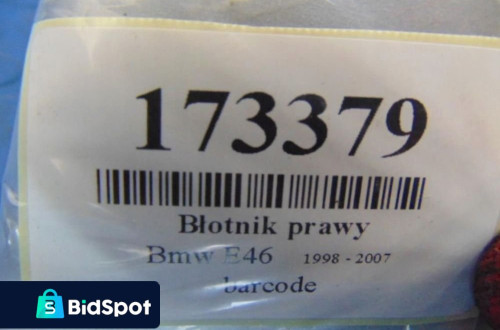 173379
Błotnik prawy
Bmw E46 1998 - 2007
barcode
BidSpot